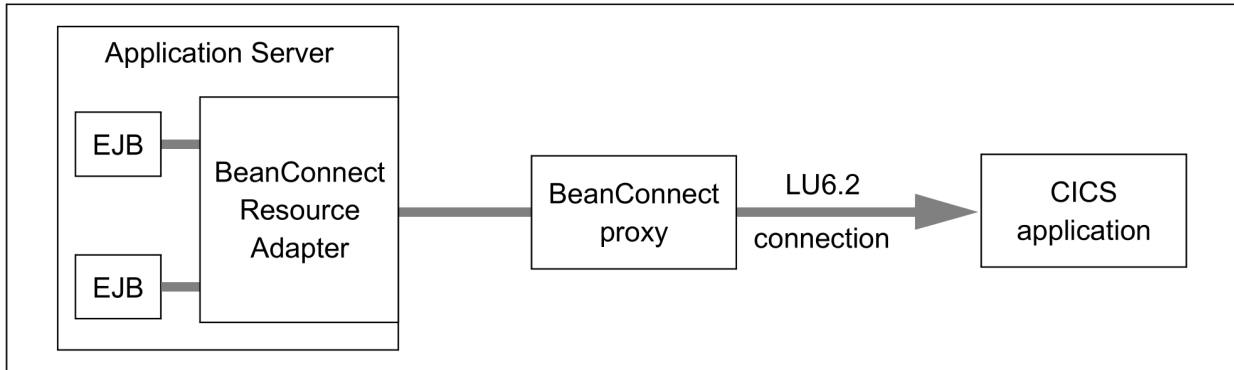 Application Server
EJB
BeanConnect
Resource
Adapter
EJB
BeanConnect
proxy
LU6.2
connection
CICS
application